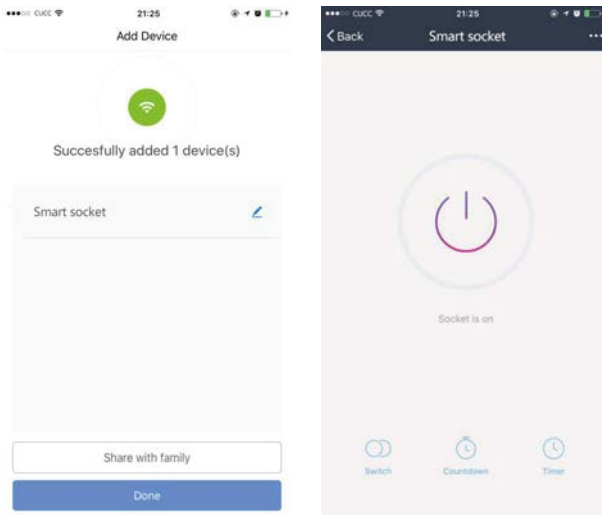 CUCC
21:25
Add Device
Succesfully added 1 device(s)
Smart socket
Share with family
Done
CUCC
21:25
Back
Smart socket
Socket is on
Switch
Countdown
Timer